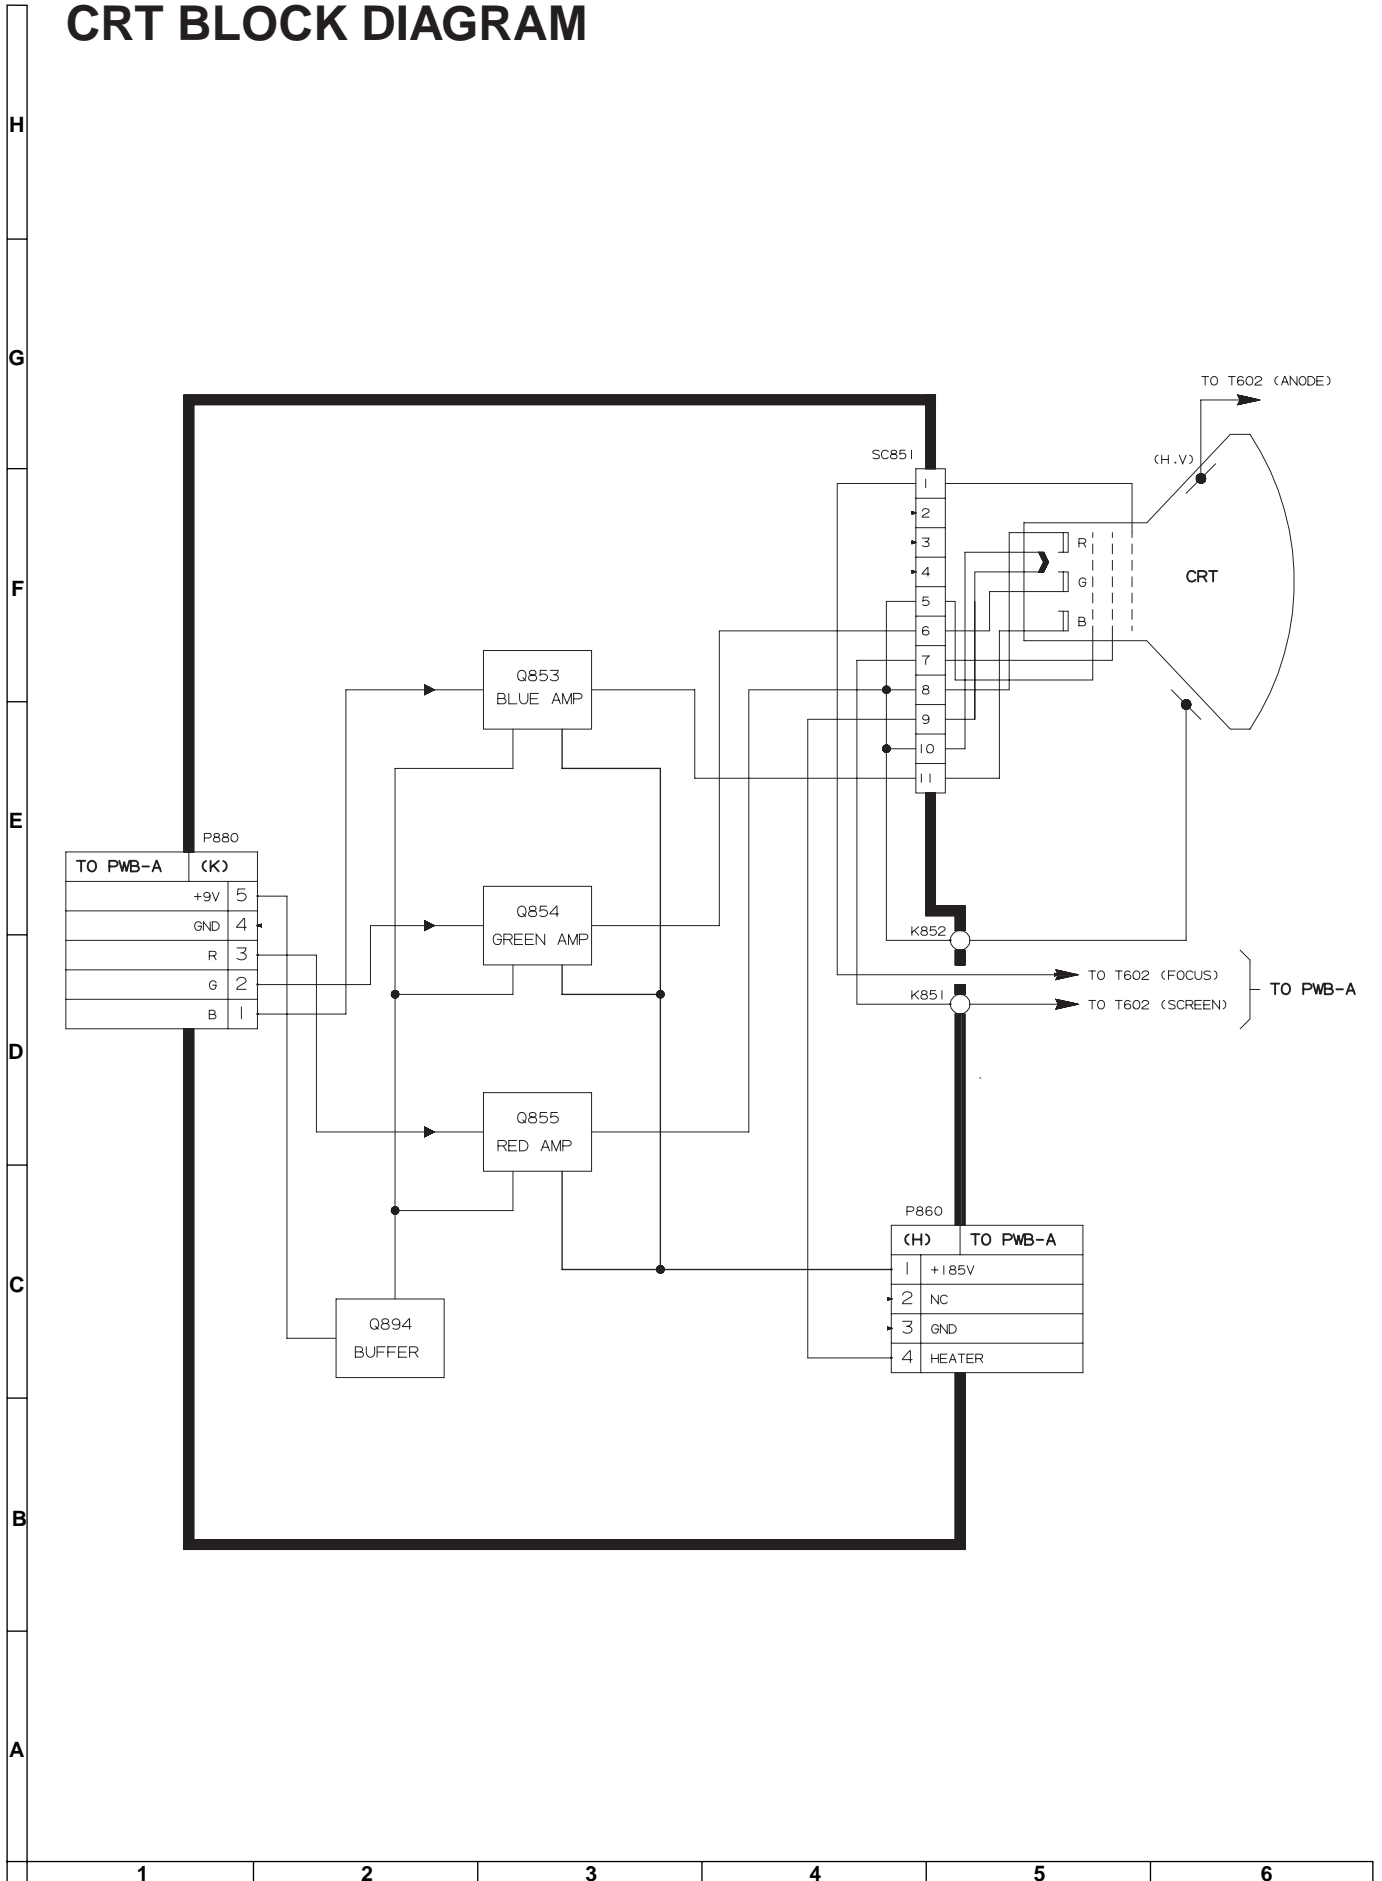 CRT BLOCK DIAGRAM
H
G
TO T602 (ANODE)
SC851
(H.V)
1
2
3
4
5
6
7
8
9
10
11
R
G
B
CRT
F
Q853
BLUE AMP
E
P880
TO PWB-A (K)
+9V 5
GND 4
R 3
G 2
B 1
Q854
GREEN AMP
K852
TO T602 (FOCUS)
K851
TO T602 (SCREEN)
TO PWB-A
D
Q855
RED AMP
P860
(H) TO PWB-A
1 +185V
2 NC
3 GND
4 HEATER
C
Q894
BUFFER
B
A
1 2 3 4 5 6